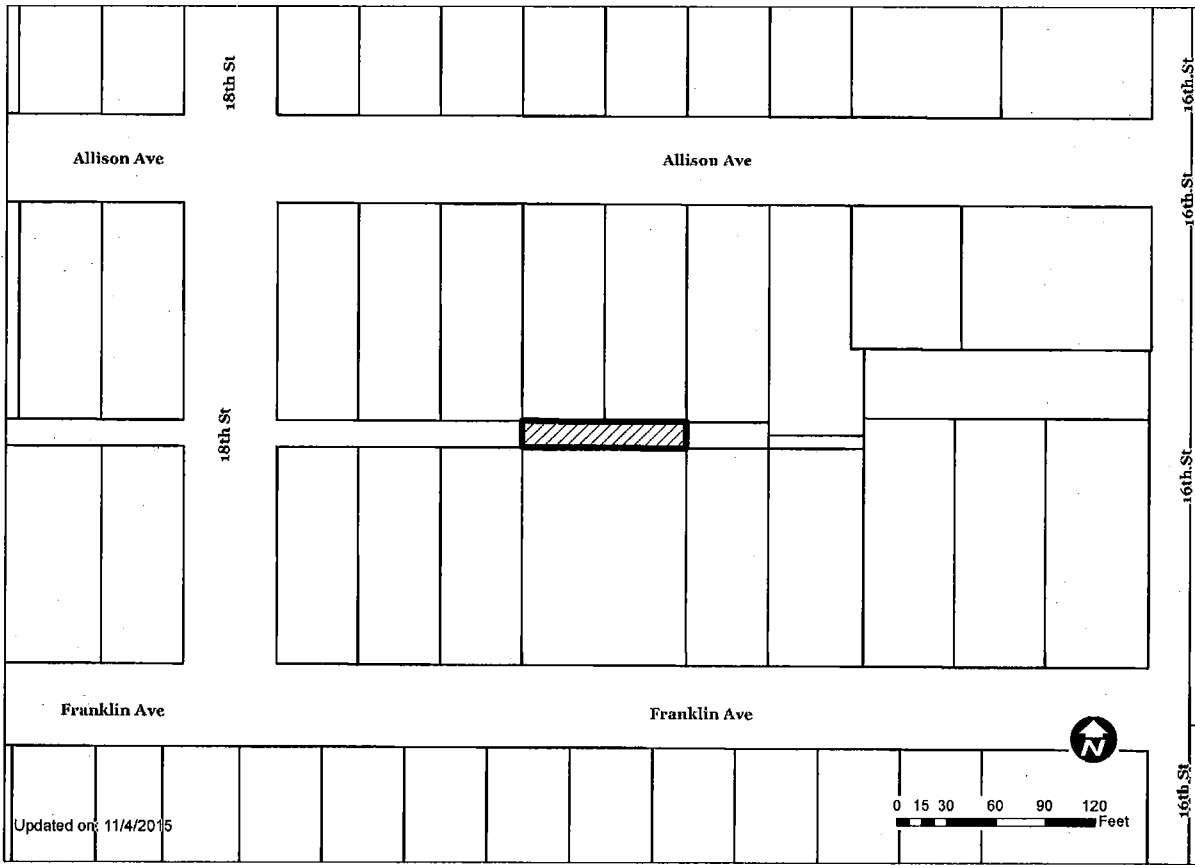 18th St
16th St
Allison Ave
Allison Ave
16th St
18th St
16th St
Franklin Ave
Franklin Ave
N
16th St
0 15 30 60 90 120
Feet
Updated on: 11/4/2015